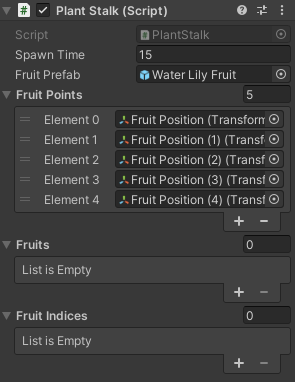 Plant Stalk (Script)
Script PlantStalk
Spawn Time 15
Fruit Prefab Water Lily Fruit
Fruit Points 5
Element 0 Fruit Position (Transform
Element 1 Fruit Position (1) (Transf
Element 2 Fruit Position (2) (Transf
Element 3 Fruit Position (3) (Transf
Element 4 Fruit Position (4) (Transf
+ −
Fruits 0
List is Empty
+ −
Fruit Indices 0
List is Empty
+ −